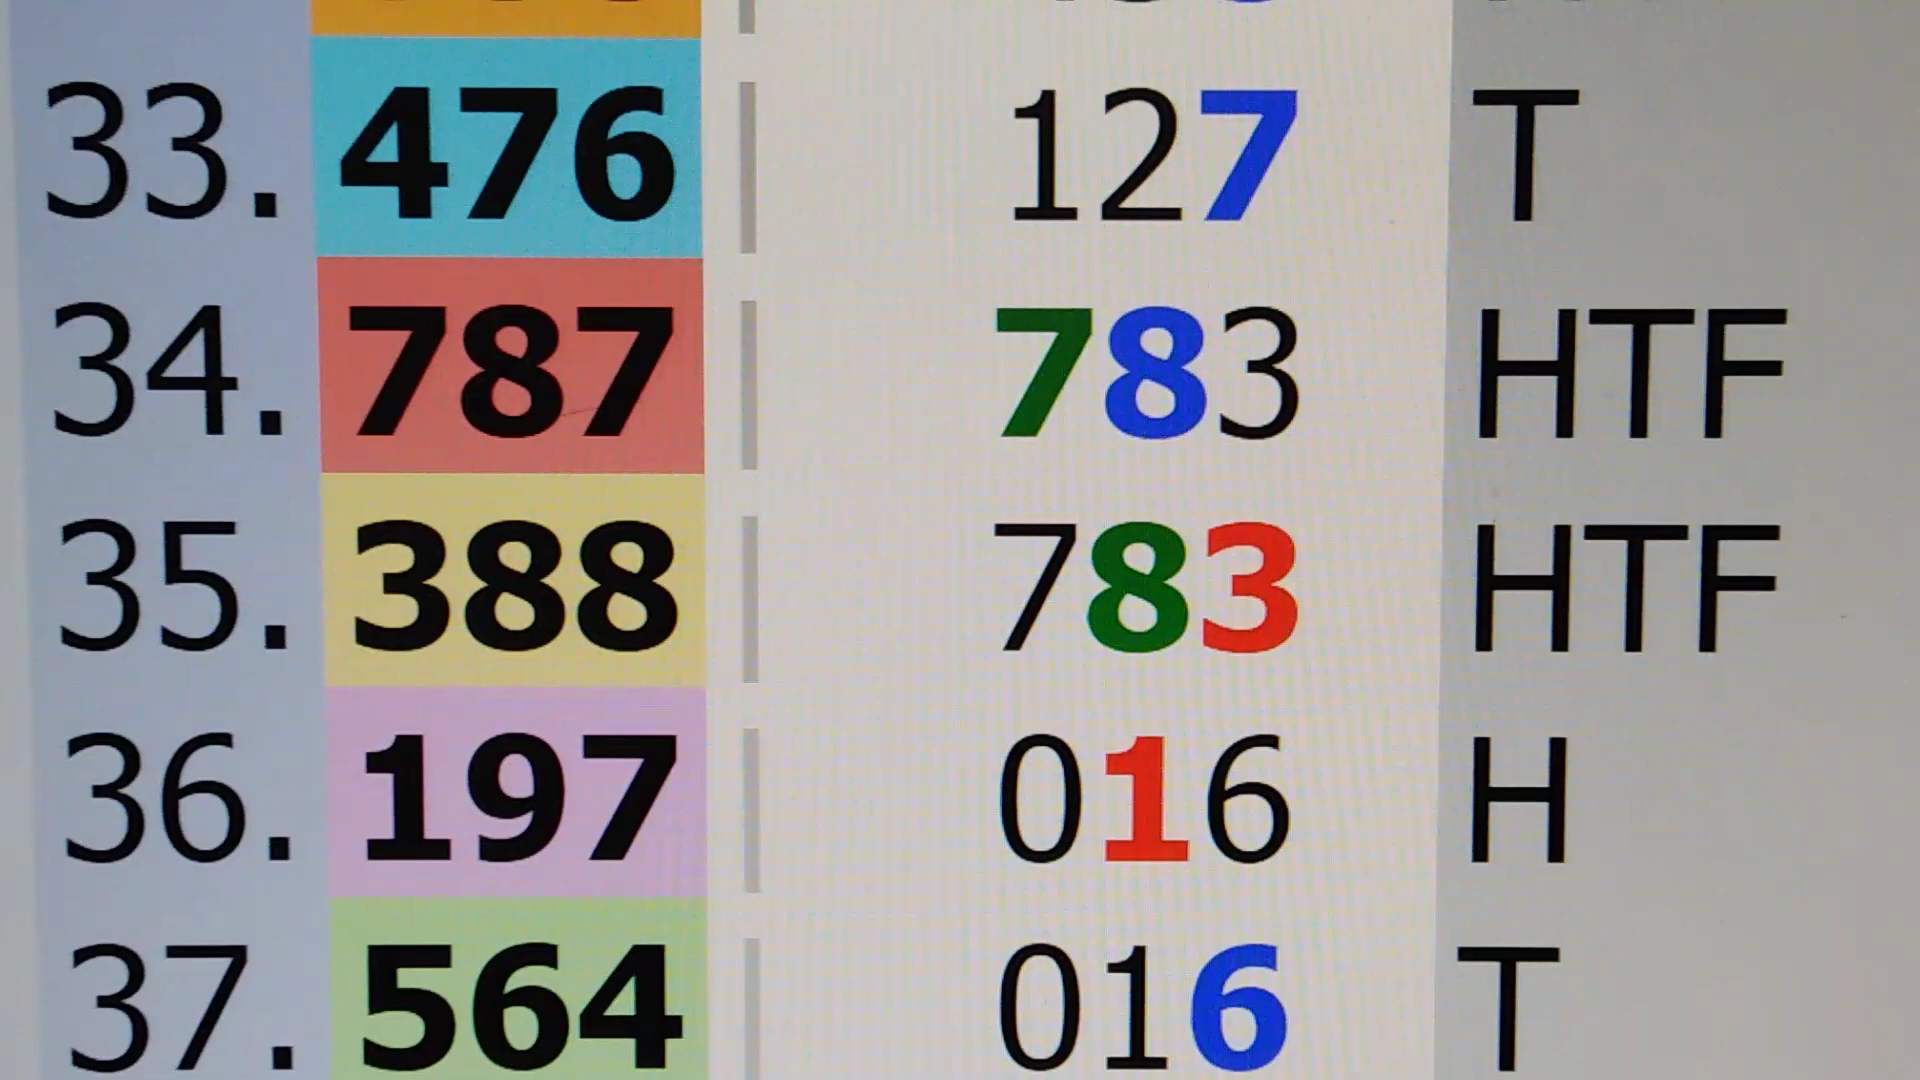 33. 476 127 T
34. 787 783 HTF
35. 388 783 HTF
36. 197 016 H
37. 564 016 T